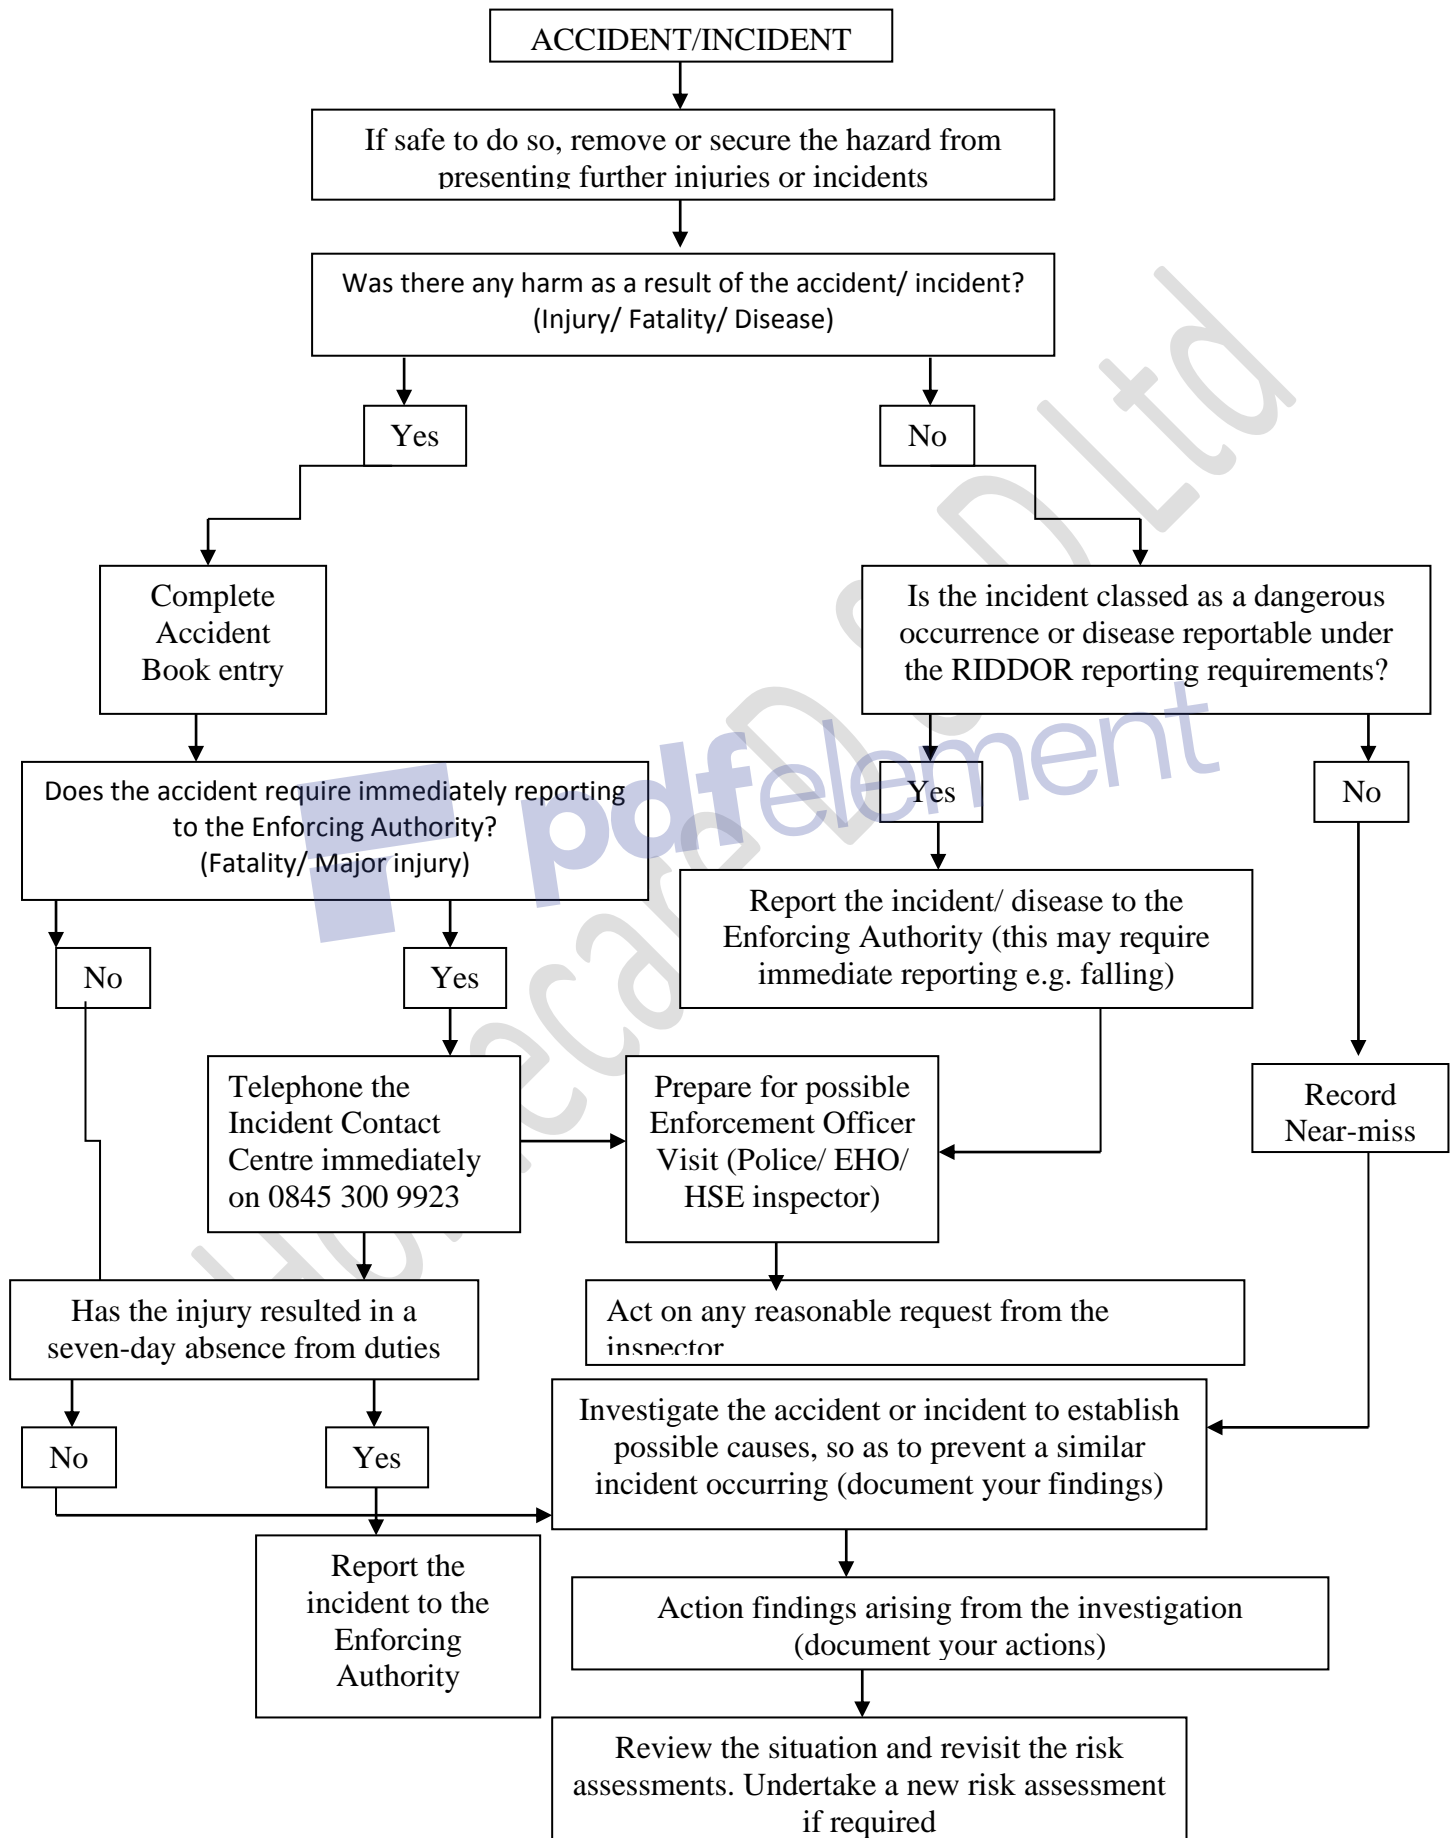 ACCIDENT/INCIDENT
If safe to do so, remove or secure the hazard from
presenting further injuries or incidents
Was there any harm as a result of the accident/ incident?
(Injury/ Fatality/ Disease)
Yes
No
Complete
Accident
Book entry
Is the incident classed as a dangerous
occurrence or disease reportable under
the RIDDOR reporting requirements?
Does the accident require immediately reporting
to the Enforcing Authority?
(Fatality/ Major injury)
Yes
No
Report the incident/ disease to the
Enforcing Authority (this may require
immediate reporting e.g. falling)
No
Yes
Telephone the
Incident Contact
Centre immediately
on 0845 300 9923
Prepare for possible
Enforcement Officer
Visit (Police/ EHO/
HSE inspector)
Record
Near-miss
Has the injury resulted in a
seven-day absence from duties
Act on any reasonable request from the
inspector
No
Yes
Investigate the accident or incident to establish
possible causes, so as to prevent a similar
incident occurring (document your findings)
Report the
incident to the
Enforcing
Authority
Action findings arising from the investigation
(document your actions)
Review the situation and revisit the risk
assessments. Undertake a new risk assessment
if required
pdfelement
Ltd